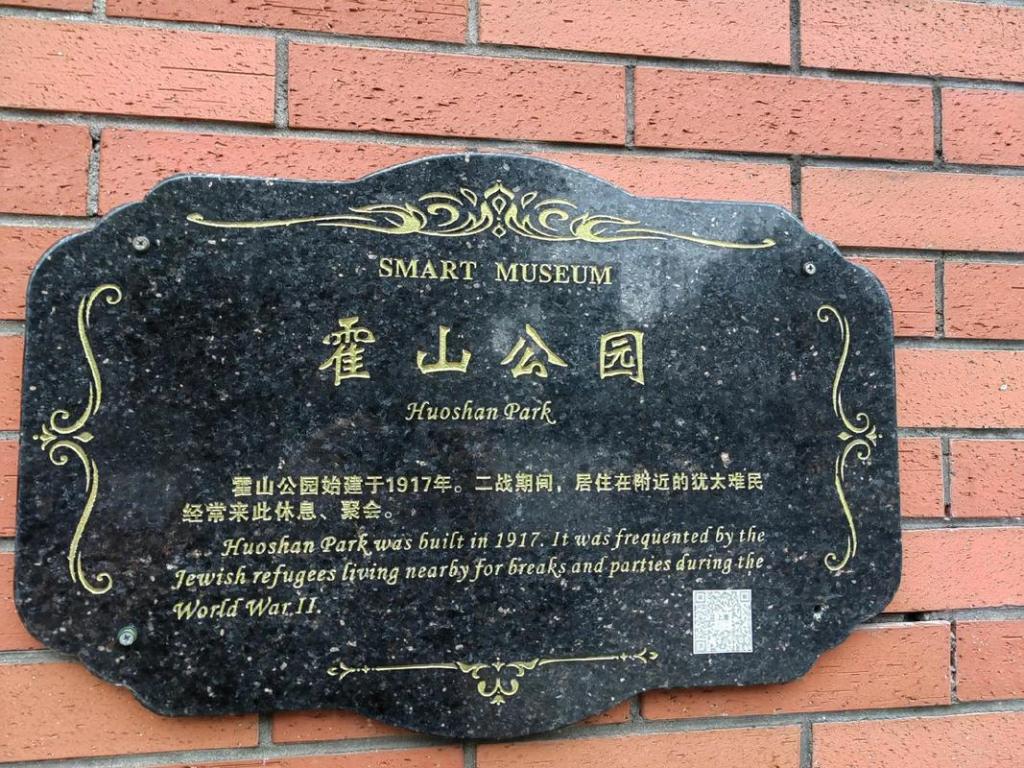 SMART MUSEUM
霍山公园
Huoshan Park
霍山公园始建于1917年。二战期间，居住在附近的犹太难民
经常来此休息、聚会。
Huoshan Park was built in 1917. It was frequented by the
Jewish refugees living nearby for breaks and parties during the
World War II.